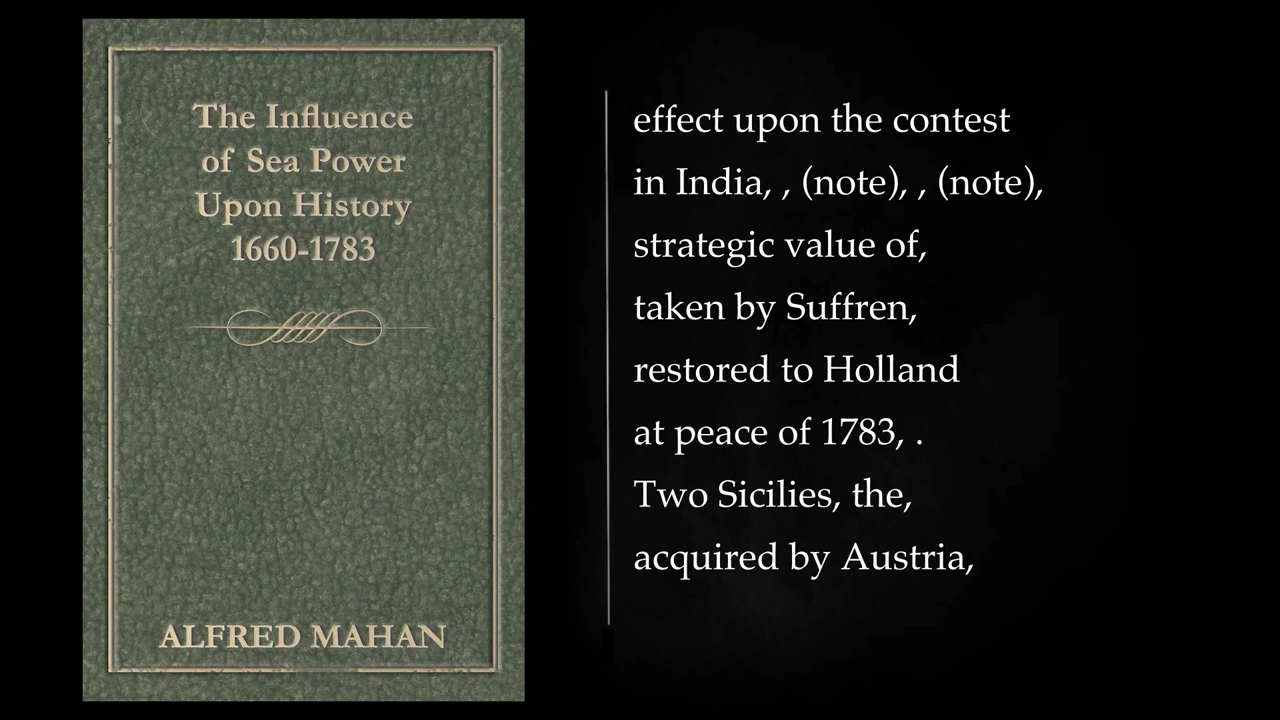 The Influence
of Sea Power
Upon History
1660-1783
ALFRED MAHAN
effect upon the contest
in India, , (note), , (note),
strategic value of,
taken by Suffren,
restored to Holland
at peace of 1783, .
Two Sicilies, the,
acquired by Austria,